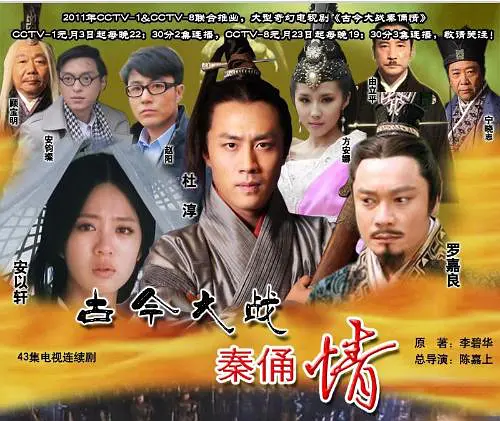 2011年CCTV-1&CCTV-8联合推出，大型奇幻电视剧《古今大战秦俑情》
CCTV-1元月3日起每晚22：30分2集连播，CCTV-8元月23日起每晚19：30分3集连播，敬请关注！
戴宝明
安钧璨
赵阳
杜淳
方安娜
由立平
宁晓志
安以轩
罗嘉良
古今大战
秦俑情
43集电视连续剧
原著：李碧华
总导演：陈嘉上